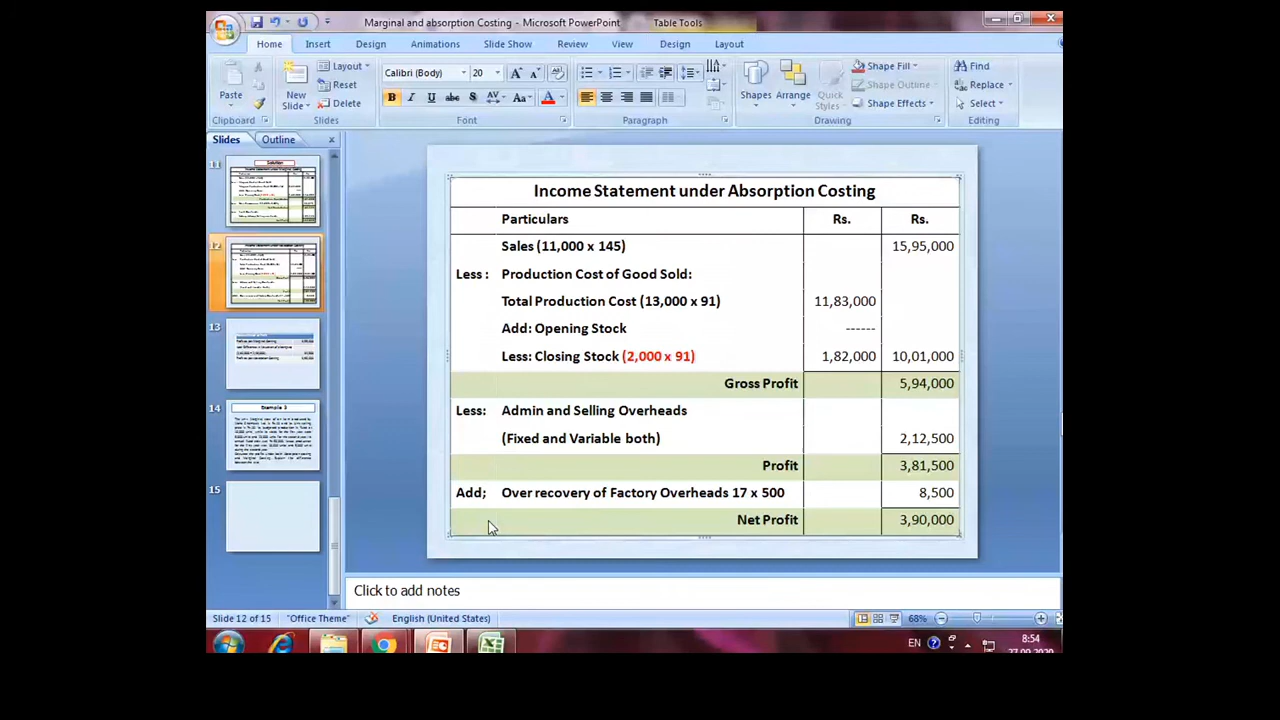 Marginal and absorption Costing - Microsoft PowerPoint
Table Tools
Home Insert Design Animations Slide Show Review View Design Layout
Paste
Clipboard
New Slide
Layout
Reset
Delete
Slides
Calibri (Body) 20
Font
Paragraph
Shapes
Arrange
Quick Styles
Shape Fill
Shape Outline
Shape Effects
Drawing
Find
Replace
Select
Editing
Slides Outline
11
Solution
12
13
14
Example 3
15
Income Statement under Absorption Costing
Particulars Rs. Rs.
Sales (11,000 x 145) 15,95,000
Less : Production Cost of Good Sold:
Total Production Cost (13,000 x 91) 11,83,000
Add: Opening Stock ------
Less: Closing Stock (2,000 x 91) 1,82,000 10,01,000
Gross Profit 5,94,000
Less: Admin and Selling Overheads
(Fixed and Variable both) 2,12,500
Profit 3,81,500
Add; Over recovery of Factory Overheads 17 x 500 8,500
Net Profit 3,90,000
Click to add notes
Slide 12 of 15 "Office Theme" English (United States) 68%
EN 8:54
27.09.2020